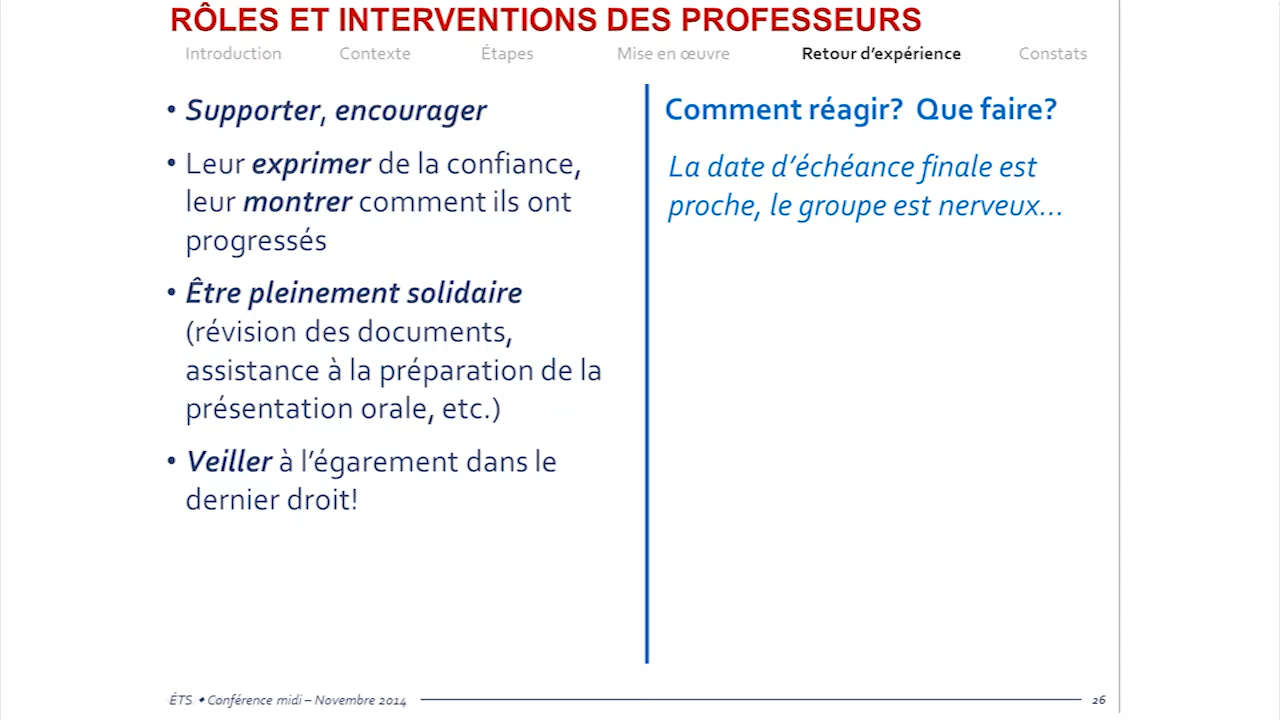 RÔLES ET INTERVENTIONS DES PROFESSEURS
Introduction Contexte Étapes Mise en œuvre Retour d'expérience Constats
• Supporter, encourager
• Leur exprimer de la confiance,
leur montrer comment ils ont
progressés
• Être pleinement solidaire
(révision des documents,
assistance à la préparation de la
présentation orale, etc.)
• Veiller à l'égarement dans le
dernier droit!
Comment réagir? Que faire?
La date d'échéance finale est
proche, le groupe est nerveux...
ÉTS ✦ Conférence midi – Novembre 2014
26